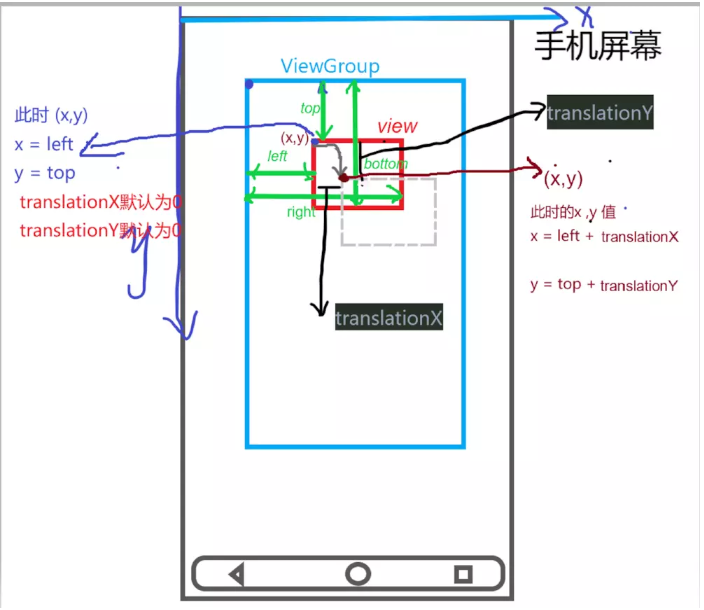 X
手机屏幕
ViewGroup
top
translationY
此时 (x,y)
(x,y)
view
x = left
left
bottom
y = top
(x,y)
translationX默认为0
right
此时的x ,y 值
translationY默认为0
x = left + translationX
y
y = top + translationY
translationX